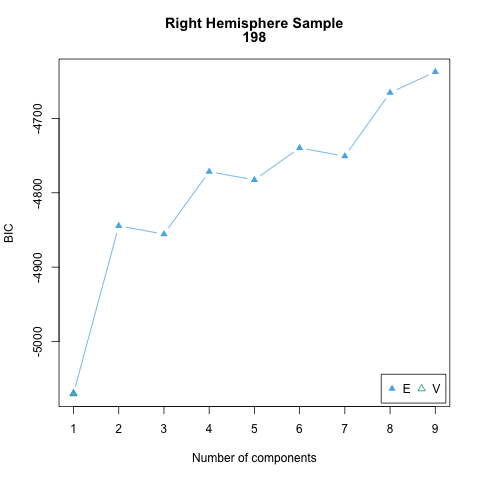 Right Hemisphere Sample
198
BIC
-4700
-4800
-4900
-5000
E V
1 2 3 4 5 6 7 8 9
Number of components